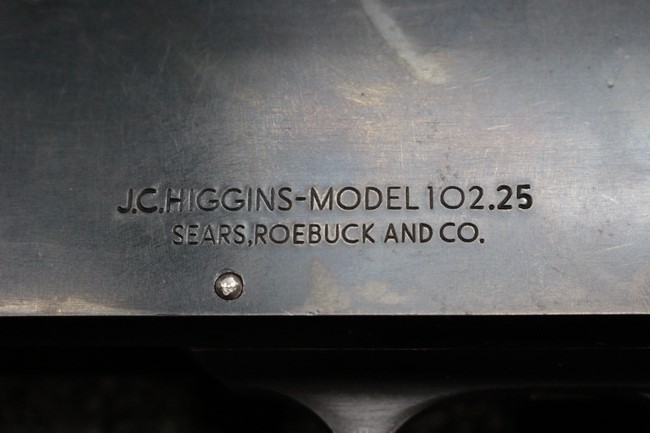 J.C.HIGGINS-MODEL 102.25
SEARS, ROEBUCK AND CO.